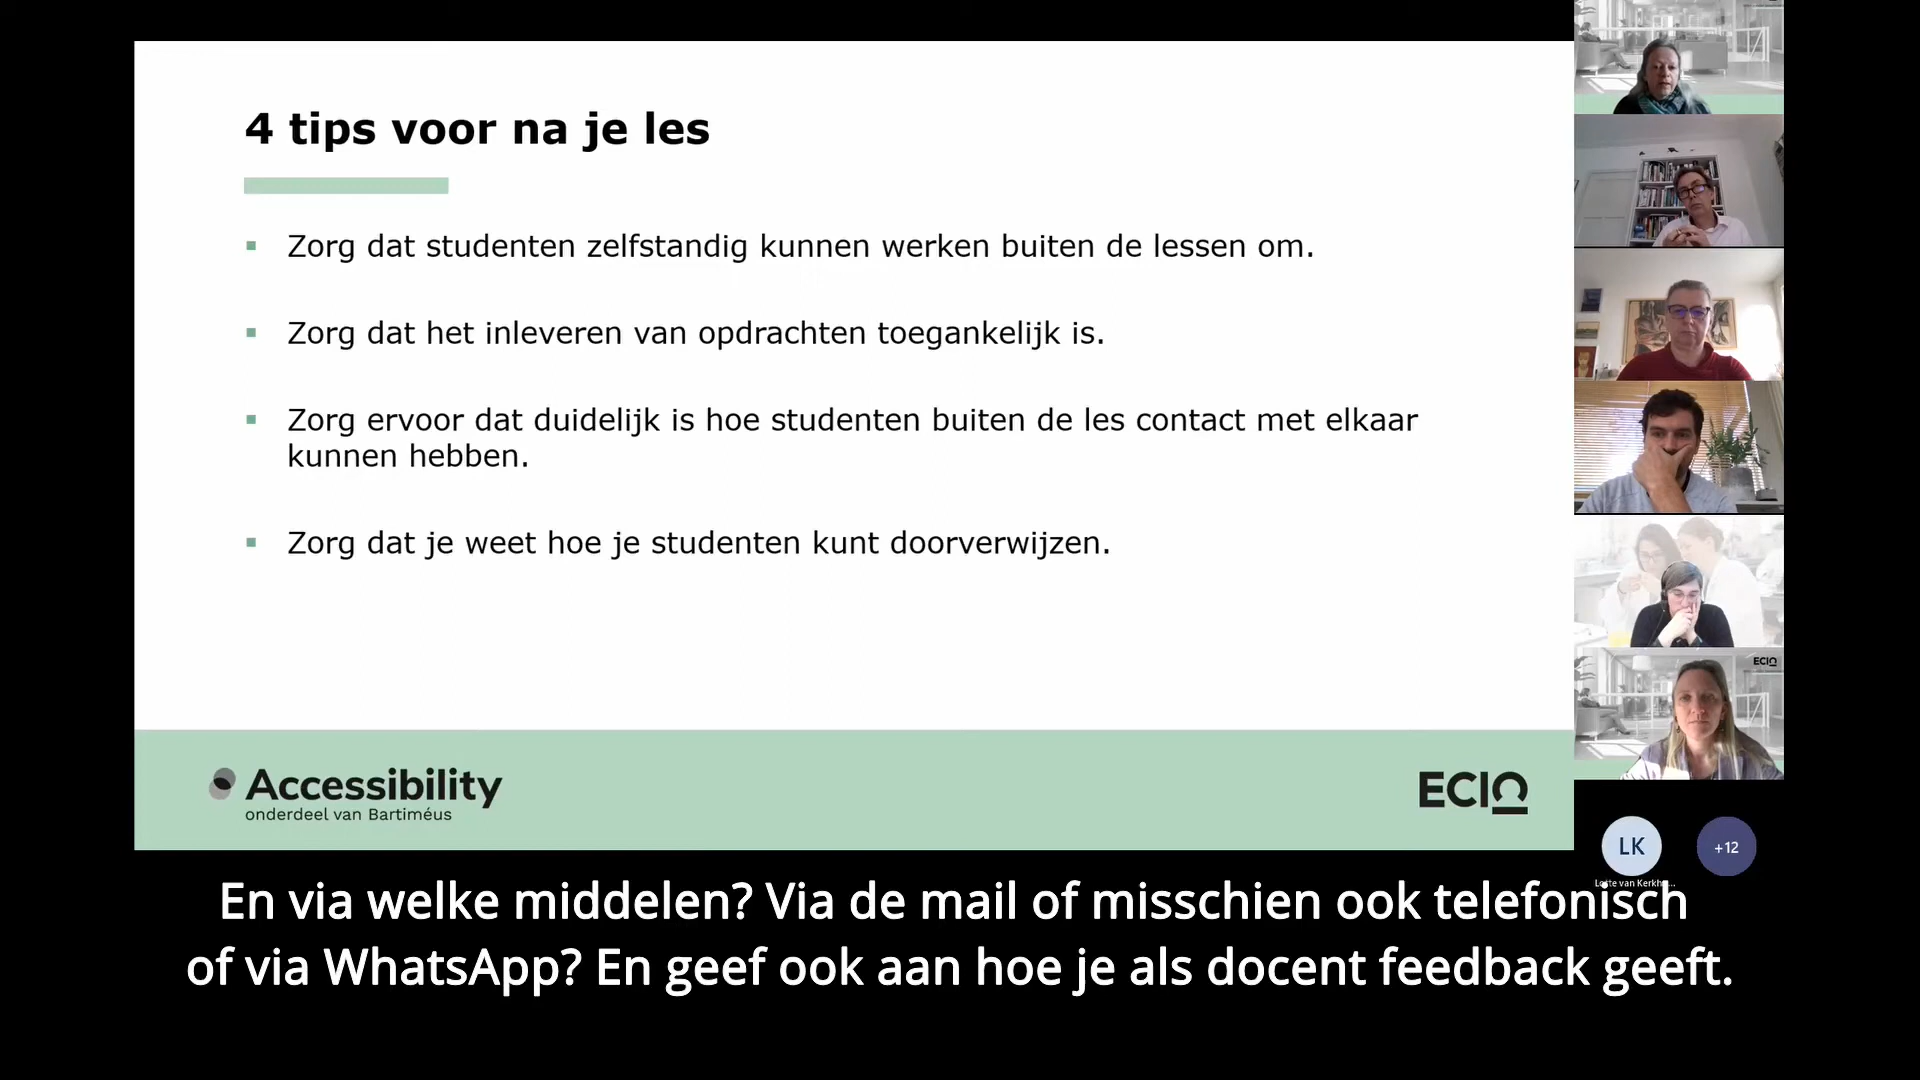 4 tips voor na je les
Zorg dat studenten zelfstandig kunnen werken buiten de lessen om.
Zorg dat het inleveren van opdrachten toegankelijk is.
Zorg ervoor dat duidelijk is hoe studenten buiten de les contact met elkaar
kunnen hebben.
Zorg dat je weet hoe je studenten kunt doorverwijzen.
Accessibility
onderdeel van Bartiméus
ECIO
ECIO
LK
+12
Lotte van Kerkh...
En via welke middelen? Via de mail of misschien ook telefonisch
of via WhatsApp? En geef ook aan hoe je als docent feedback geeft.